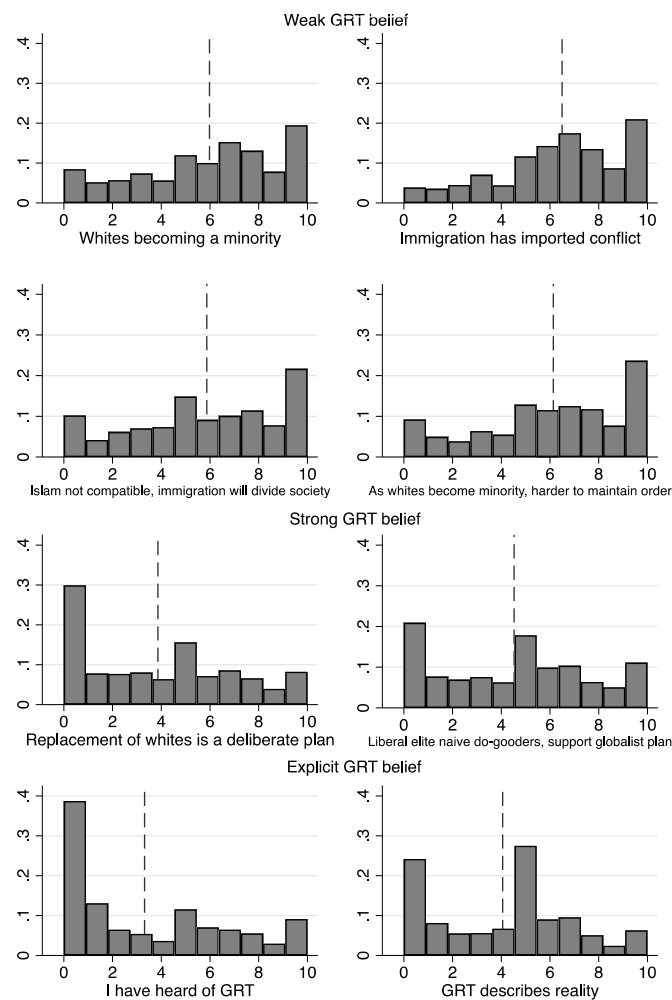 Weak GRT belief
.4 .4
.3 .3
.2 .2
.1 .1
0 0
0 2 4 6 8 10 0 2 4 6 8 10
Whites becoming a minority Immigration has imported conflict
.4 .4
.3 .3
.2 .2
.1 .1
0 0
0 2 4 6 8 10 0 2 4 6 8 10
Islam not compatible, immigration will divide society As whites become minority, harder to maintain order
Strong GRT belief
.4 .4
.3 .3
.2 .2
.1 .1
0 0
0 2 4 6 8 10 0 2 4 6 8 10
Replacement of whites is a deliberate plan Liberal elite naive do-gooders, support globalist plan
Explicit GRT belief
.4 .4
.3 .3
.2 .2
.1 .1
0 0
0 2 4 6 8 10 0 2 4 6 8 10
I have heard of GRT GRT describes reality